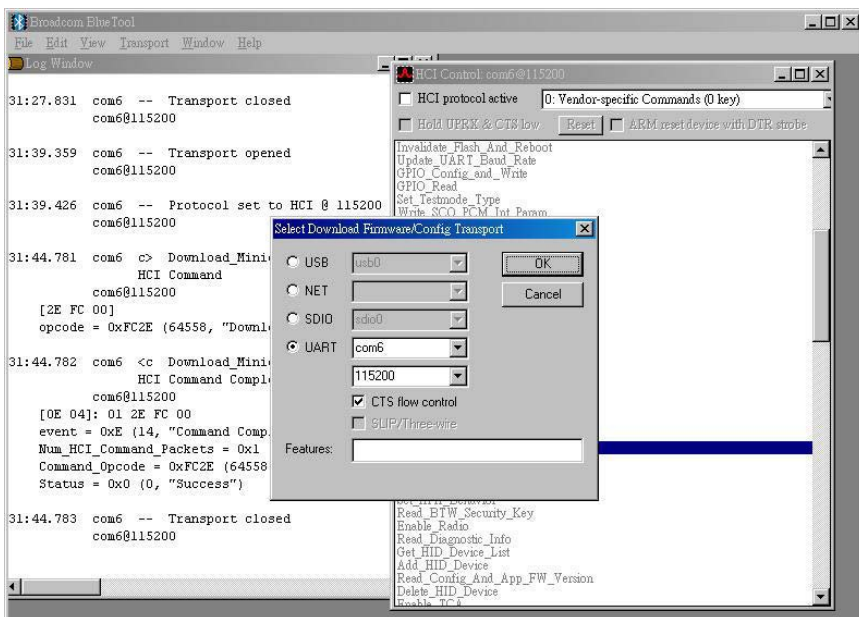 Broadcom BlueTool
File Edit View Transport Window Help
Log Window
31:27.831 com6 -- Transport closed
com6@115200
31:39.359 com6 -- Transport opened
com6@115200
31:39.426 com6 -- Protocol set to HCI @ 115200
com6@115200
31:44.781 com6 c> Download_Mini
HCI Command
com6@115200
[2E FC 00]
opcode = 0xFC2E (64558, "Downl
31:44.782 com6 <c Download_Mini
HCI Command Compl
com6@115200
[0E 04]: 01 2E FC 00
event = 0xE (14, "Command Comp
Num_HCI_Command_Packets = 0x1
Command_Opcode = 0xFC2E (64558
Status = 0x0 (0, "Success")
31:44.783 com6 -- Transport closed
com6@115200
HCI Control: com6@115200
HCI protocol active
0: Vendor-specific Commands (0 key)
Hold UPRX & CTS low
Reset
ARM reset device with DTR strobe
Invalidate_Flash_And_Reboot
Update_UART_Baud_Rate
GPIO_Config_and_Write
GPIO_Read
Set_Testmode_Type
Write_SCO_PCM_Int_Param
Select Download Firmware/Config Transport
USB usb0
OK
NET
Cancel
SDIO sdio0
UART com6
115200
CTS flow control
SLIP/Three-wire
Features:
Read_BTW_Security_Key
Enable_Radio
Read_Diagnostic_Info
Get_HID_Device_List
Add_HID_Device
Read_Config_And_App_FW_Version
Delete_HID_Device
Enable_TCA